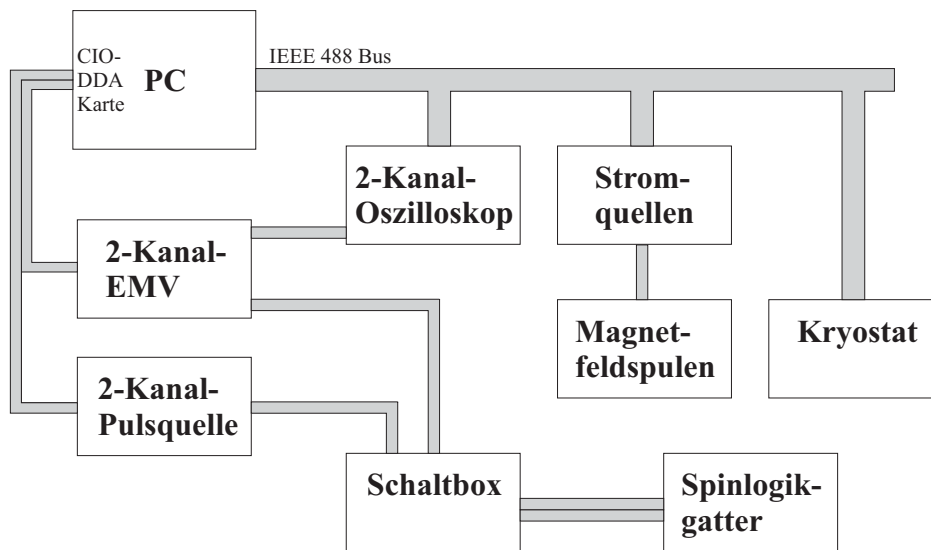 IEEE 488 Bus
CIO-
DDA
Karte
PC
2-Kanal-
Oszilloskop
Strom-
quellen
2-Kanal-
EMV
Magnet-
feldspulen
Kryostat
2-Kanal-
Pulsquelle
Schaltbox
Spinlogik-
gatter